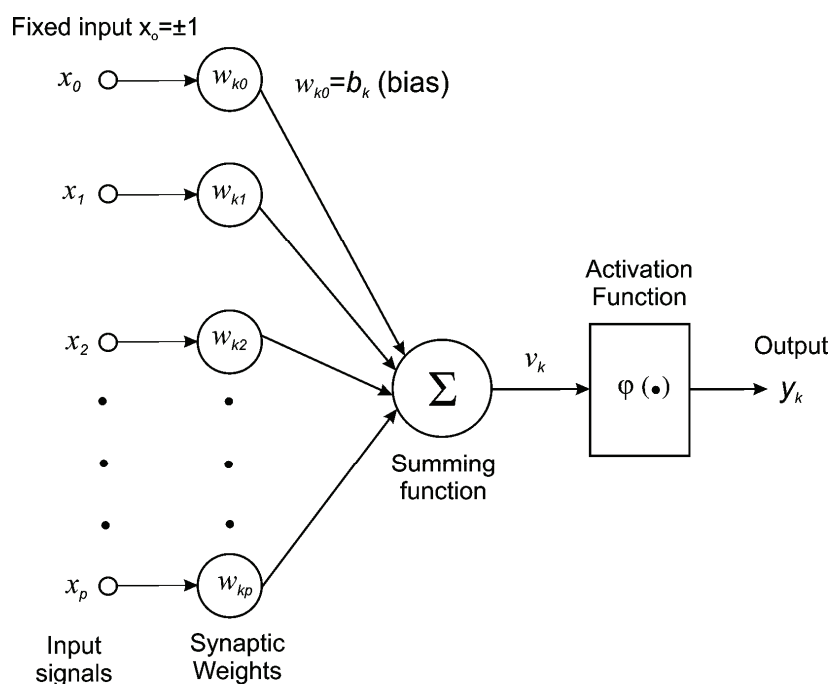 Fixed input xₒ=±1
x₀ w_k0 w_k0=b_k (bias)
x₁ w_k1
x₂ w_k2
Σ
v_k
Activation
Function
φ (•)
Output
y_k
Summing
function
x_p w_kp
Input
signals
Synaptic
Weights